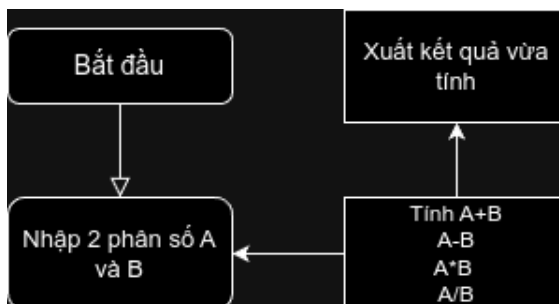 Bắt đầu
Xuất kết quả vừa
tính
Nhập 2 phân số A
và B
Tính A+B
A-B
A*B
A/B